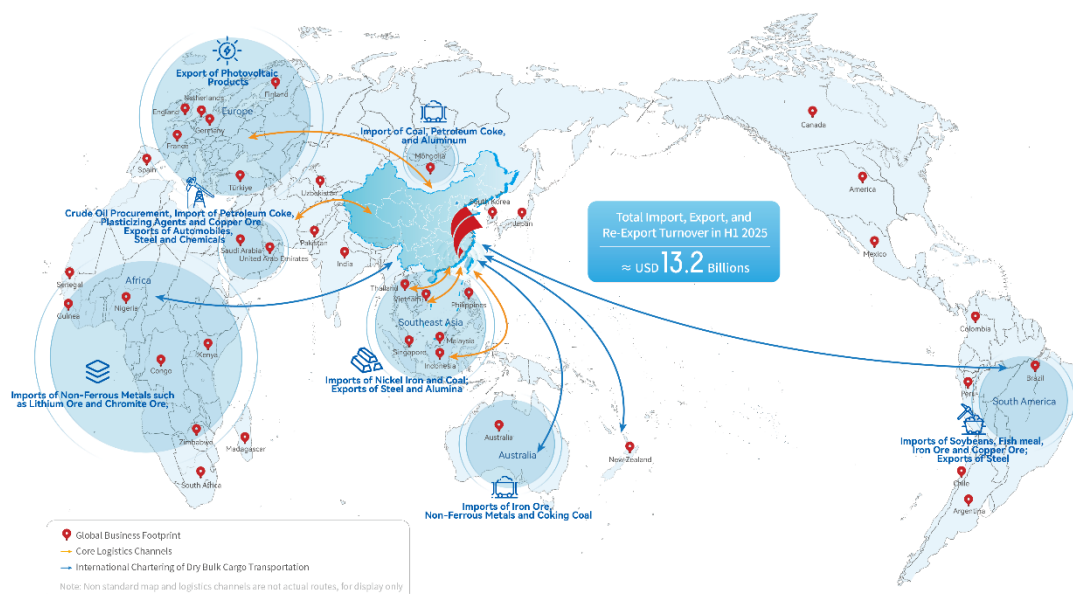 Export of Photovoltaic
Products
Finland
Netherlands
England
Europe
Germany
France
Spain
Türkiye
Import of Coal, Petroleum Coke,
and Aluminum
Mongolia
Uzbekistan
Crude Oil Procurement, Import of Petroleum Coke,
Plasticizing Agents and Copper Ore;
Exports of Automobiles,
Steel and Chemicals
Saudi Arabia
United Arab Emirates
Pakistan
India
South Korea
Japan
Total Import, Export, and
Re-Export Turnover in H1 2025
≈ USD 13.2 Billions
Canada
America
Mexico
Senegal
Guinea
Africa
Nigeria
Kenya
Congo
Imports of Non-Ferrous Metals such
as Lithium Ore and Chromite Ore,
Zimbabwe
Madagascar
South Africa
Thailand
Vietnam
Philippines
Southeast Asia
Malaysia
Singapore
Indonesia
Imports of Nickel Iron and Coal;
Exports of Steel and Alumina
Australia
Australia
Imports of Iron Ore,
Non-Ferrous Metals and Coking Coal
New Zealand
Colombia
Brazil
Peru
South America
Imports of Soybeans, Fish meal,
Iron Ore and Copper Ore;
Exports of Steel
Chile
Argentina
Global Business Footprint
Core Logistics Channels
International Chartering of Dry Bulk Cargo Transportation
Note: Non standard map and logistics channels are not actual routes, for display only